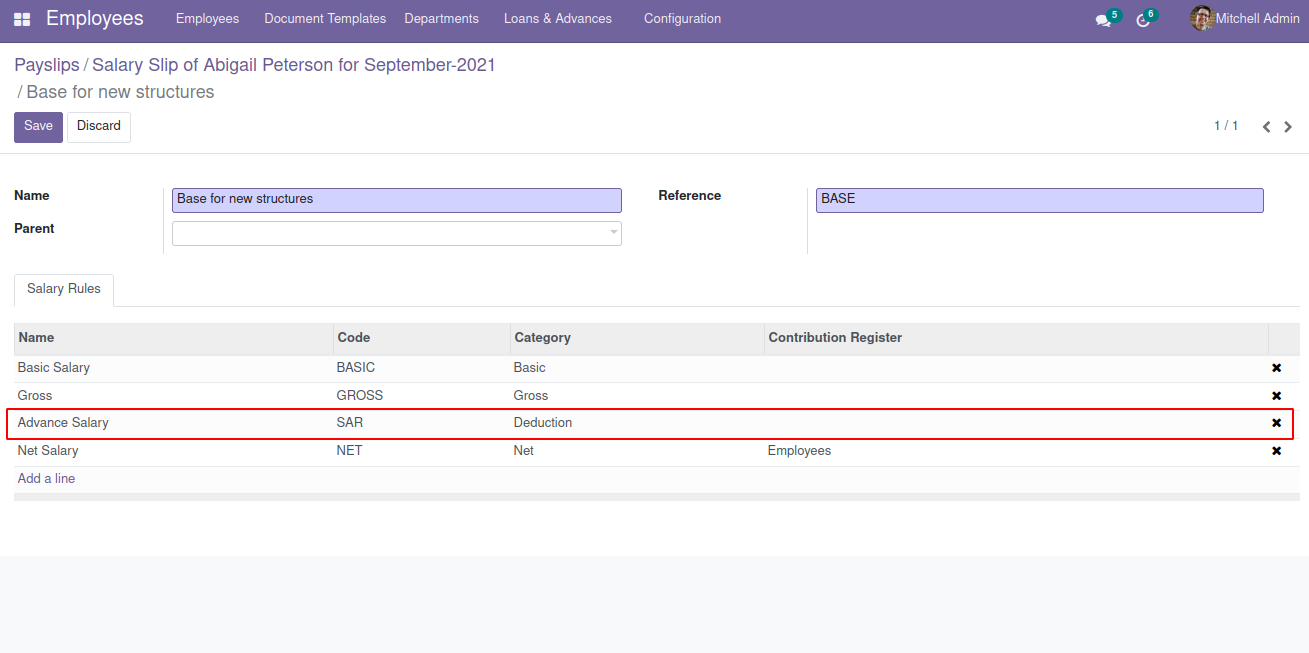 Employees Employees Document Templates Departments Loans & Advances Configuration 5 6 Mitchell Admin
Payslips / Salary Slip of Abigail Peterson for September-2021
/ Base for new structures
Save Discard 1 / 1
Name Base for new structures Reference BASE
Parent
Salary Rules
Name Code Category Contribution Register
Basic Salary BASIC Basic
Gross GROSS Gross
Advance Salary SAR Deduction
Net Salary NET Net Employees
Add a line